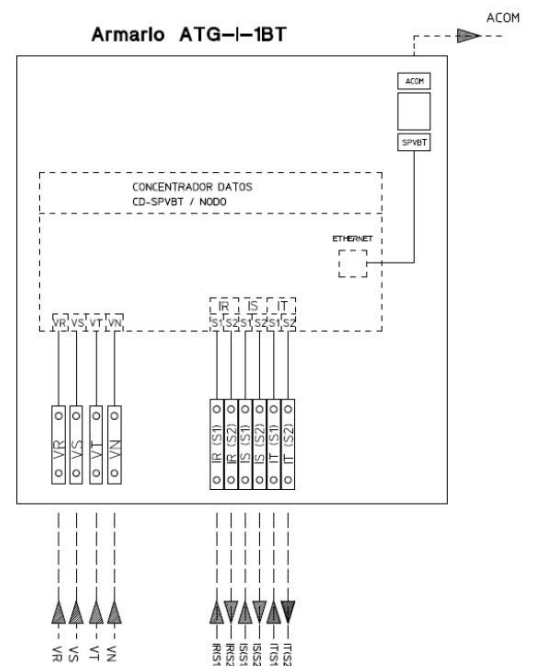 ACOM
Armario ATG-I-1BT
ACOM
SPVBT
CONCENTRADOR DATOS
CD-SPVBT / NODO
ETHERNET
IR IS IT
VR VS VT VN
S1 S2 S1 S2 S1 S2
VR VS VT VN
IR (S1) IR (S2) IS (S1) IS (S2) IT (S1) IT (S2)
VR VS VT VN
IR(S1 IR(S2 IS(S1 IS(S2 IT(S1 IT(S2